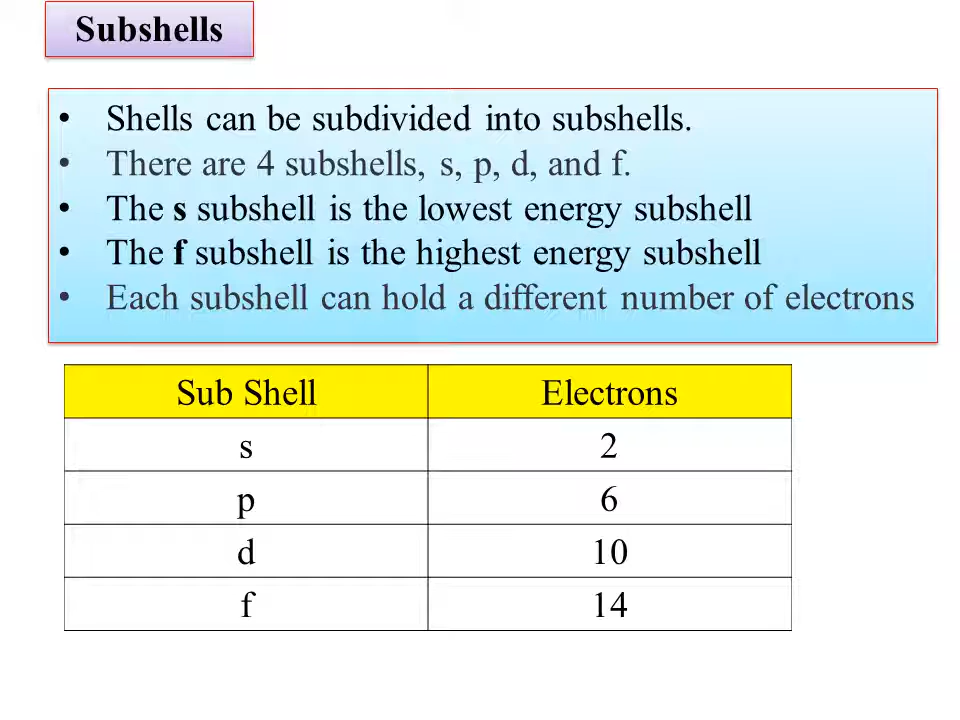 Subshells
• Shells can be subdivided into subshells.
• There are 4 subshells, s, p, d, and f.
• The s subshell is the lowest energy subshell
• The f subshell is the highest energy subshell
• Each subshell can hold a different number of electrons
Sub Shell Electrons
s 2
p 6
d 10
f 14